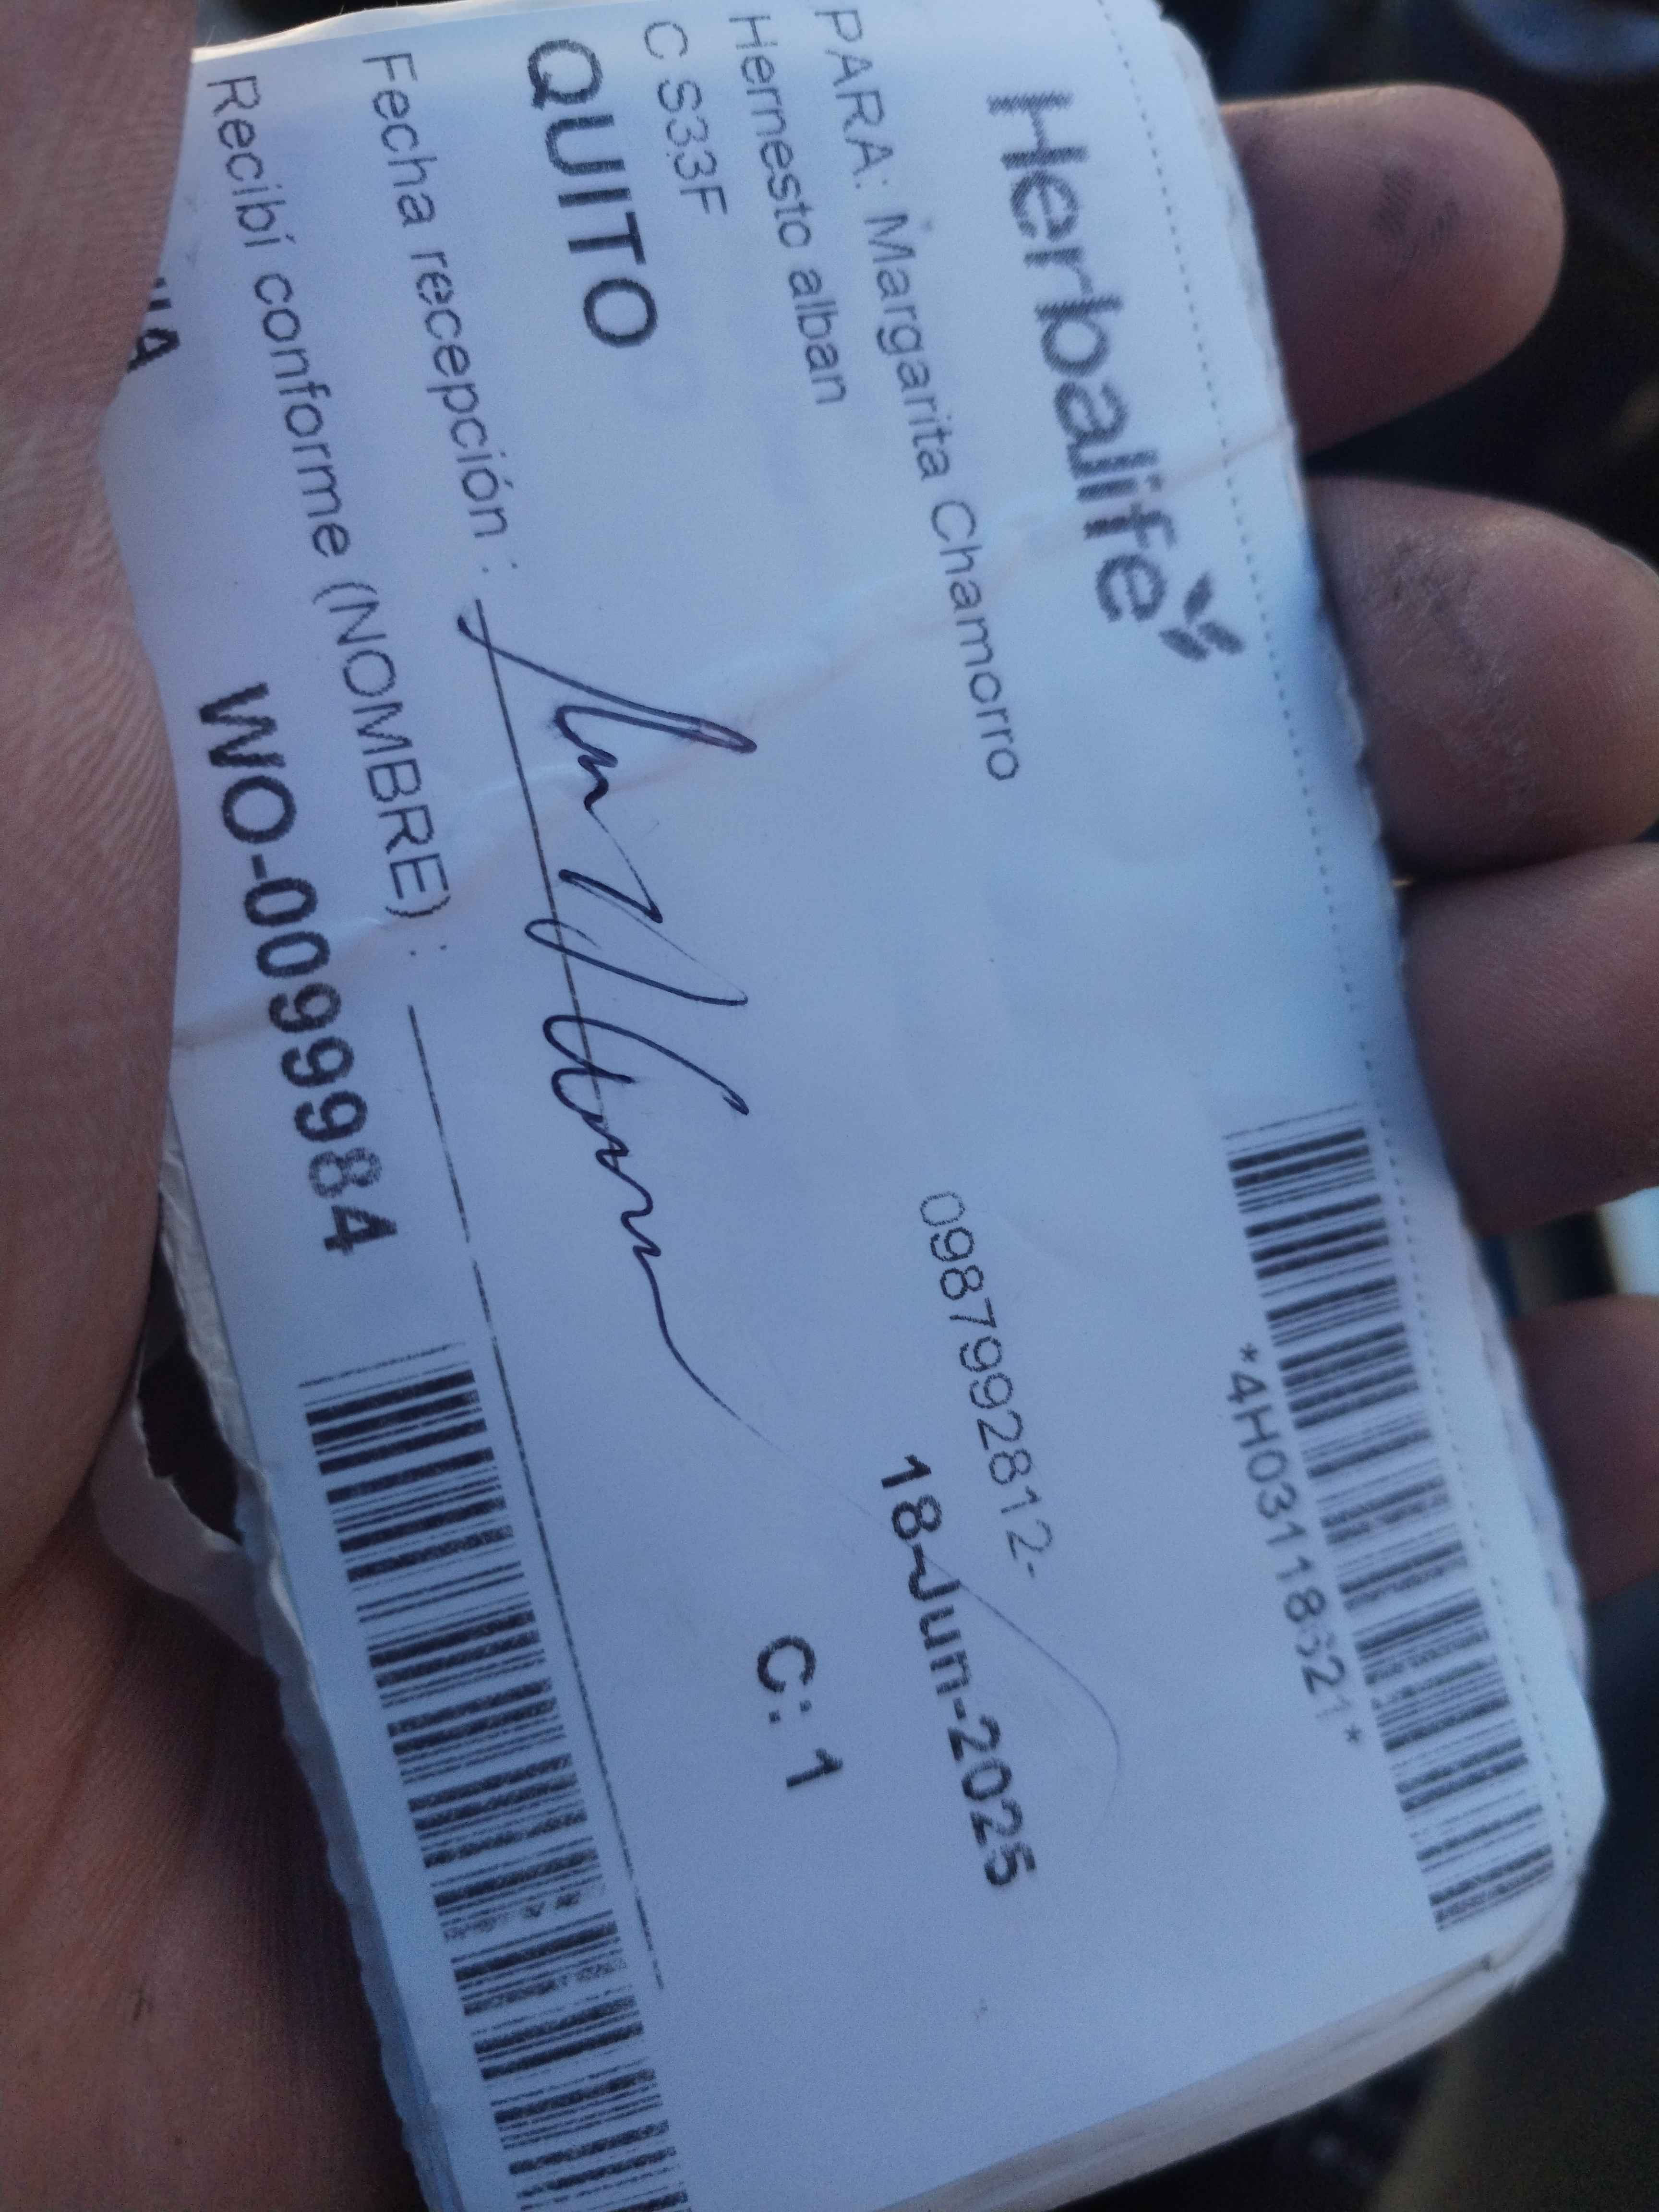 Herbalife
*4H03118621*
PARA: Margarita Chamorro
0987992812-
Hernesto alban
18-Jun-2025
C S33F
C: 1
QUITO
Fecha recepción :
Recibí conforme (NOMBRE) :
WO-0099984